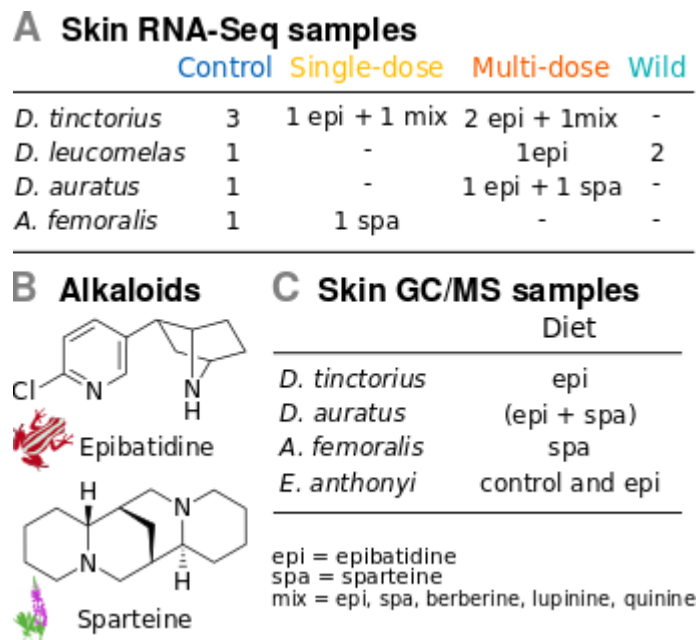 A Skin RNA-Seq samples
Control Single-dose Multi-dose Wild
D. tinctorius 3 1 epi + 1 mix 2 epi + 1mix -
D. leucomelas 1 - 1epi 2
D. auratus 1 - 1 epi + 1 spa -
A. femoralis 1 1 spa - -
B Alkaloids
Cl
N
N
H
Epibatidine
H
N
N
H
Sparteine
C Skin GC/MS samples
Diet
D. tinctorius epi
D. auratus (epi + spa)
A. femoralis spa
E. anthonyi control and epi
epi = epibatidine
spa = sparteine
mix = epi, spa, berberine, lupinine, quinine